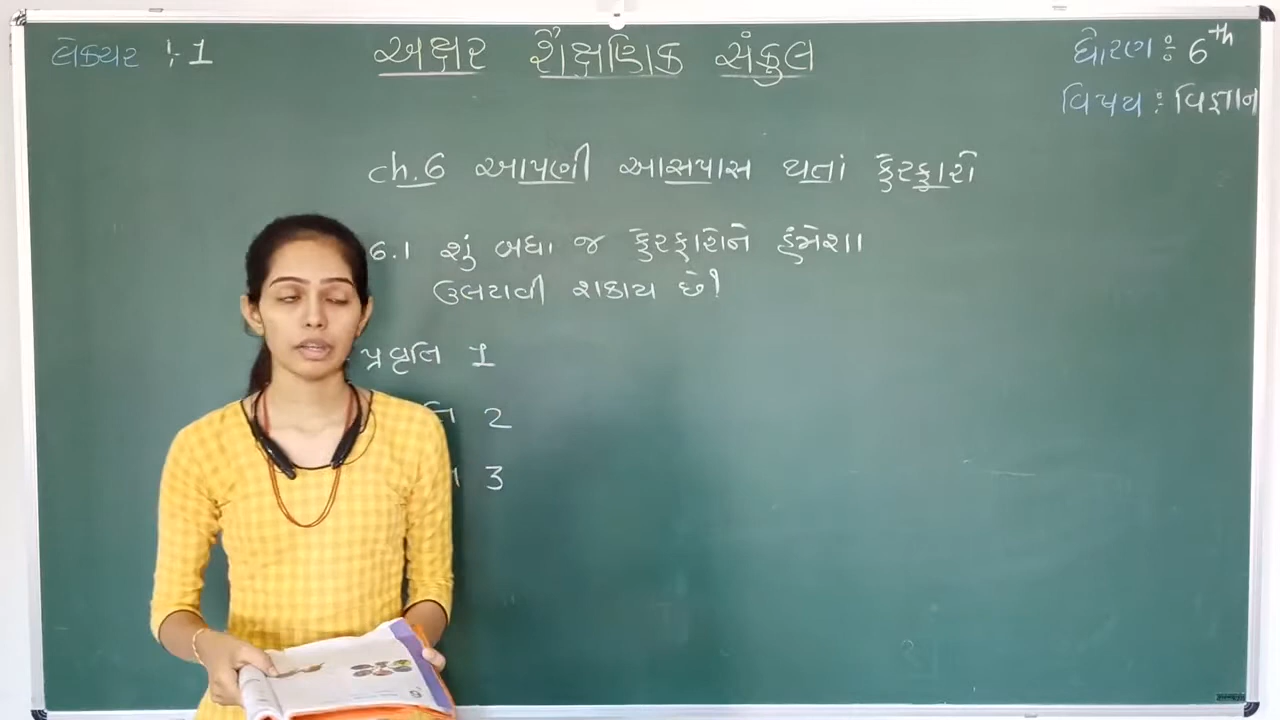 લેક્ચર : 1
અક્ષર શૈક્ષણિક સંકુલ
ધોરણ : 6th
વિષય : વિજ્ઞાન
ch.6 આપણી આસપાસ થતાં ફેરફારો
6.1 શું બધા જ ફેરફારોને હંમેશા
ઉલટાવી શકાય છે?
પ્રવૃતિ 1
તિ 2
3